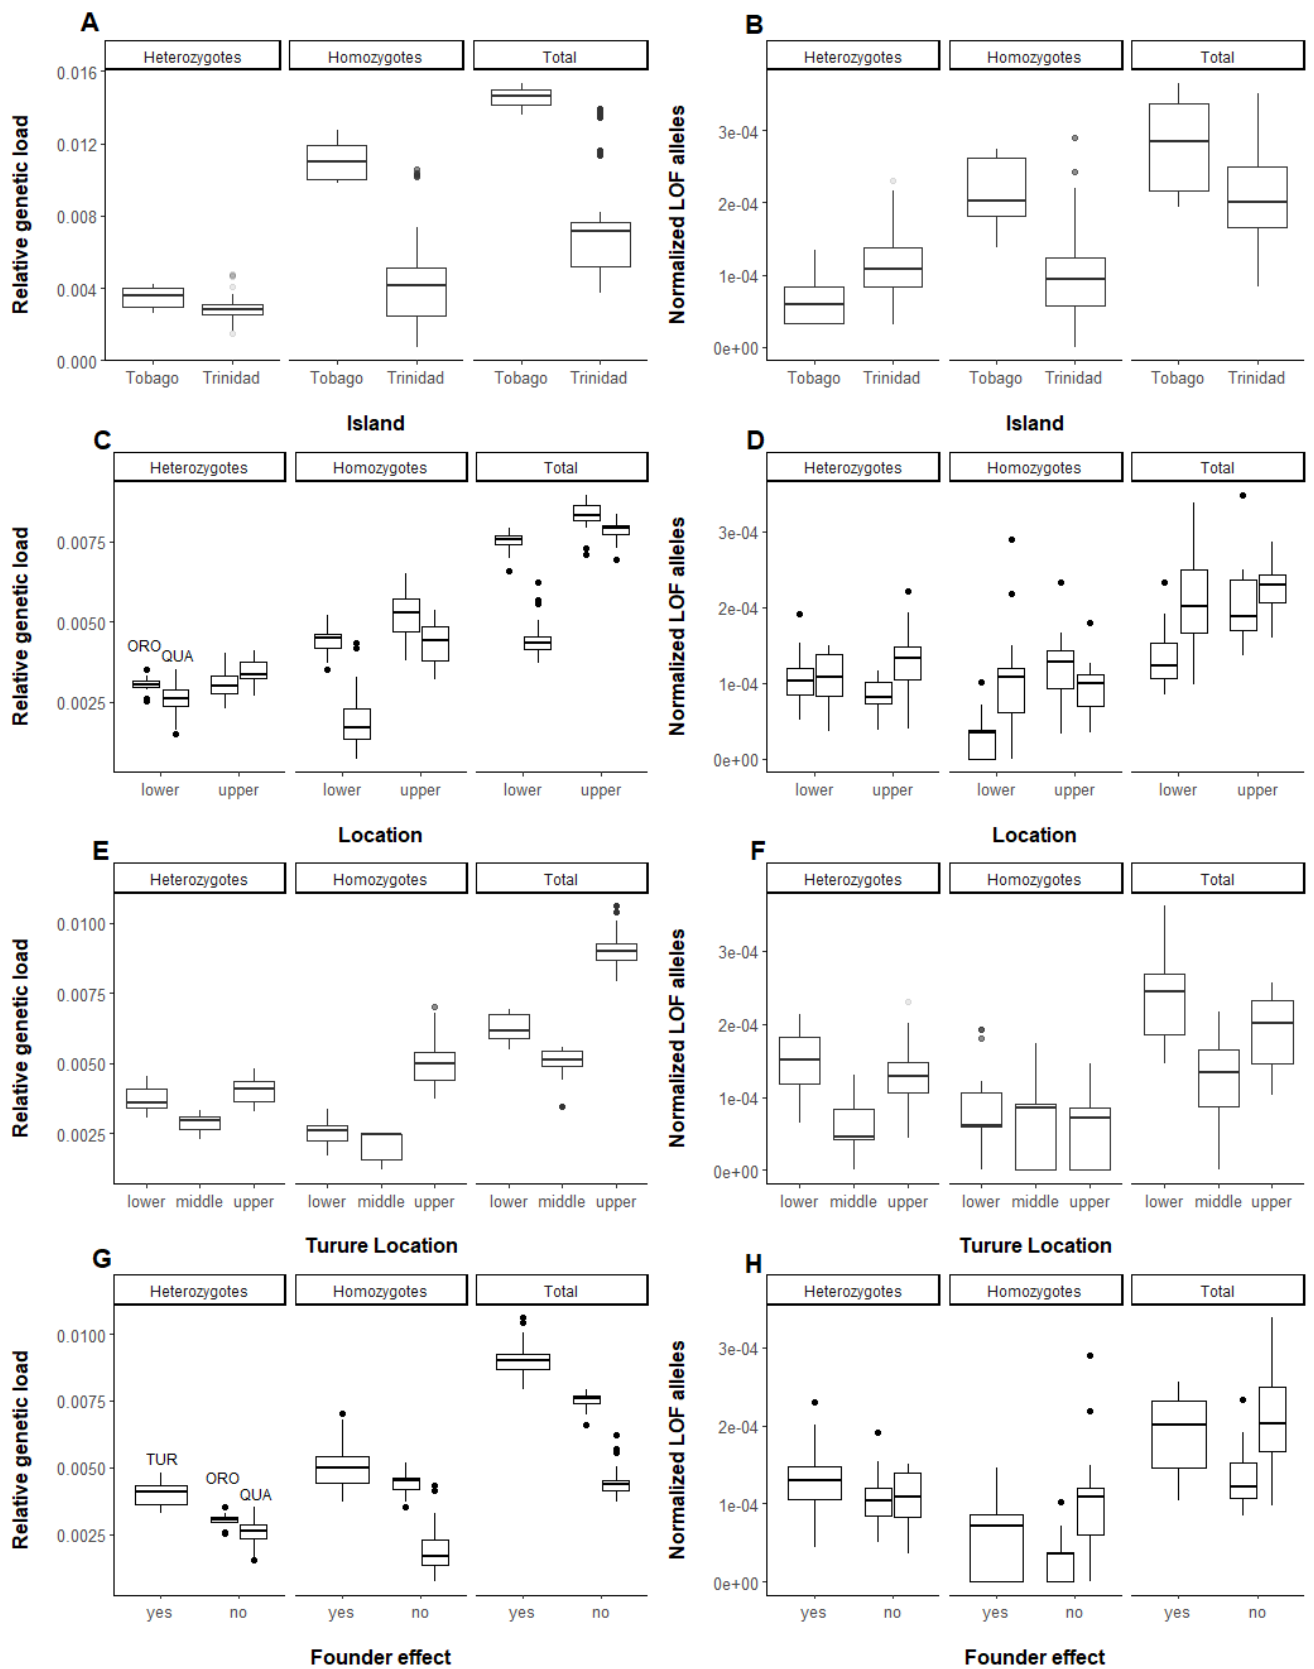 A
Heterozygotes Homozygotes Total
Relative genetic load
0.016
0.012
0.008
0.004
0.000
Tobago Trinidad Tobago Trinidad Tobago Trinidad
Island
B
Heterozygotes Homozygotes Total
Normalized LOF alleles
3e-04
2e-04
1e-04
0e+00
Tobago Trinidad Tobago Trinidad Tobago Trinidad
Island
C
Heterozygotes Homozygotes Total
Relative genetic load
0.0075
0.0050
0.0025
ORO
QUA
lower upper lower upper lower upper
Location
D
Heterozygotes Homozygotes Total
Normalized LOF alleles
3e-04
2e-04
1e-04
0e+00
lower upper lower upper lower upper
Location
E
Heterozygotes Homozygotes Total
Relative genetic load
0.0100
0.0075
0.0050
0.0025
lower middle upper lower middle upper lower middle upper
Turure Location
F
Heterozygotes Homozygotes Total
Normalized LOF alleles
3e-04
2e-04
1e-04
0e+00
lower middle upper lower middle upper lower middle upper
Turure Location
G
Heterozygotes Homozygotes Total
Relative genetic load
0.0100
0.0075
0.0050
0.0025
TUR
ORO
QUA
yes no yes no yes no
Founder effect
H
Heterozygotes Homozygotes Total
Normalized LOF alleles
3e-04
2e-04
1e-04
0e+00
yes no yes no yes no
Founder effect